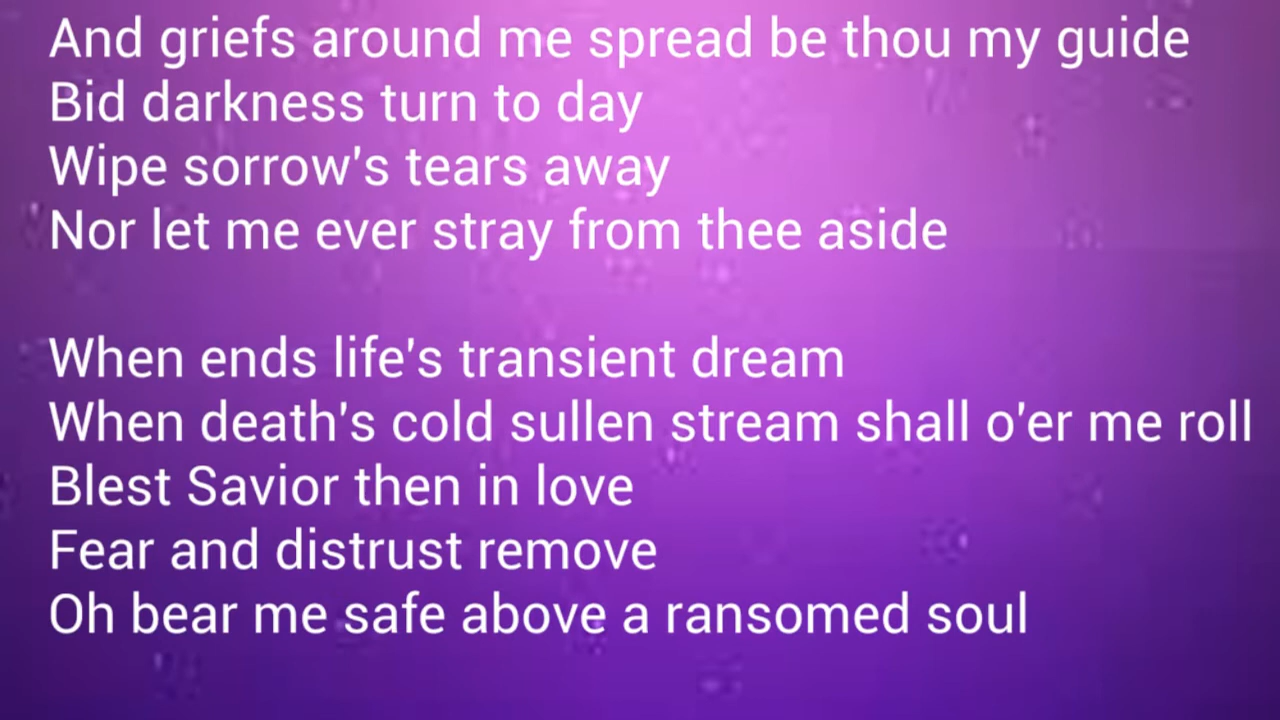 And griefs around me spread be thou my guide
Bid darkness turn to day
Wipe sorrow's tears away
Nor let me ever stray from thee aside
When ends life's transient dream
When death's cold sullen stream shall o'er me roll
Blest Savior then in love
Fear and distrust remove
Oh bear me safe above a ransomed soul